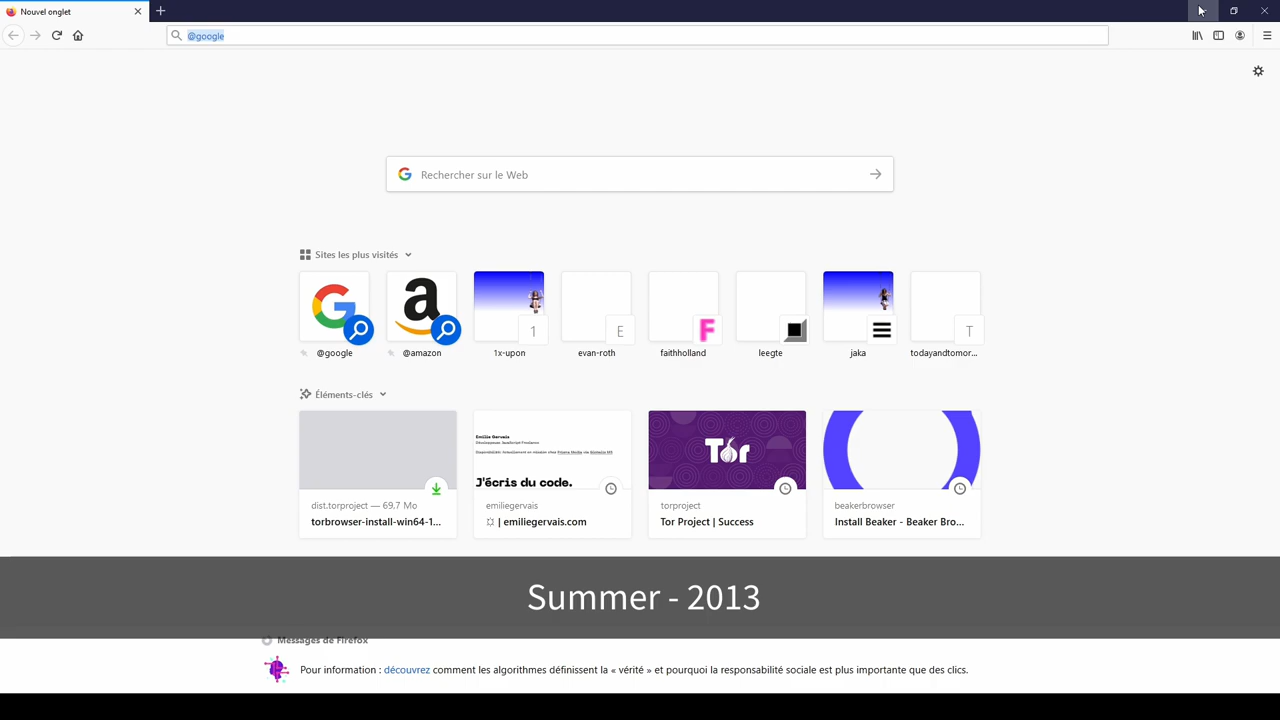 Nouvel onglet
@google
Rechercher sur le Web
Sites les plus visités
1
E
F
T
@google
@amazon
1x-upon
evan-roth
faithholland
leegte
jaka
todayandtomor...
Éléments-clés
Emilie Gervais
J'écris du code.
Tor
dist.torproject — 69.7 Mo
torbrowser-install-win64-1...
emiliegervais
| emiliegervais.com
torproject
Tor Project | Success
beakerbrowser
Install Beaker - Beaker Bro...
Summer - 2013
Messages de Firefox
Pour information : découvrez comment les algorithmes définissent la « vérité » et pourquoi la responsabilité sociale est plus importante que des clics.